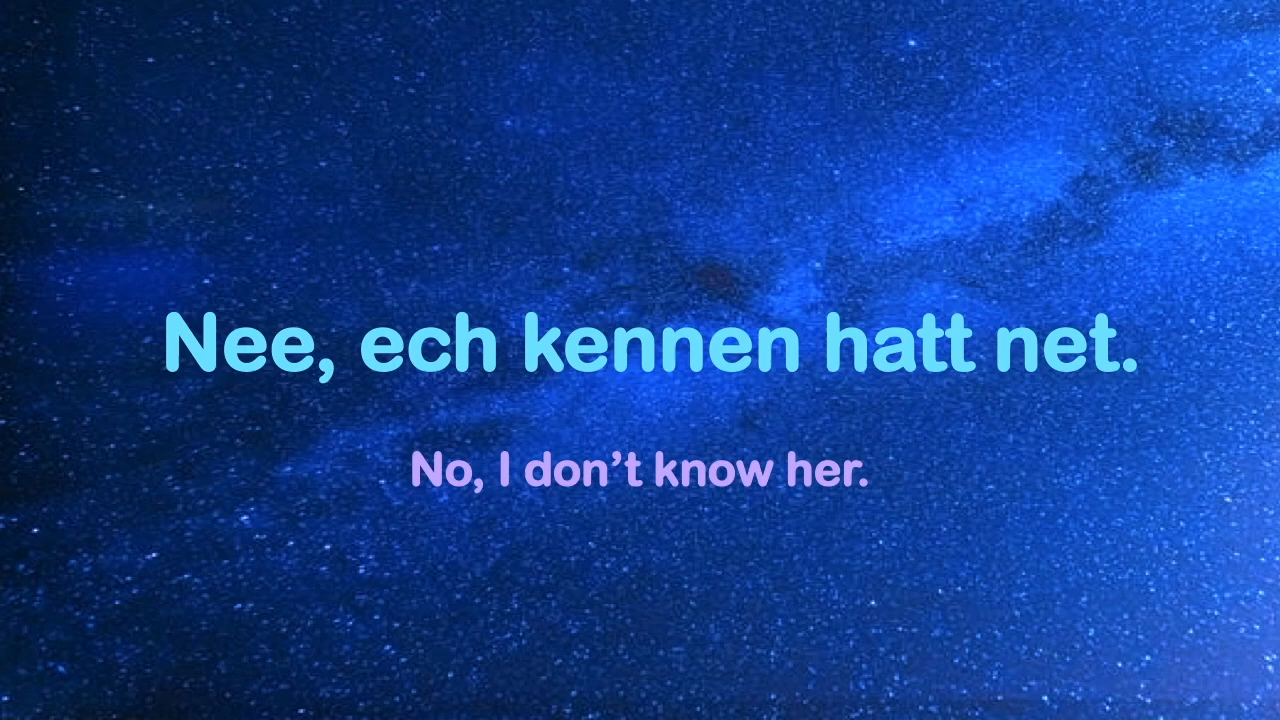 Nee, ech kennen hatt net.
No, I don’t know her.